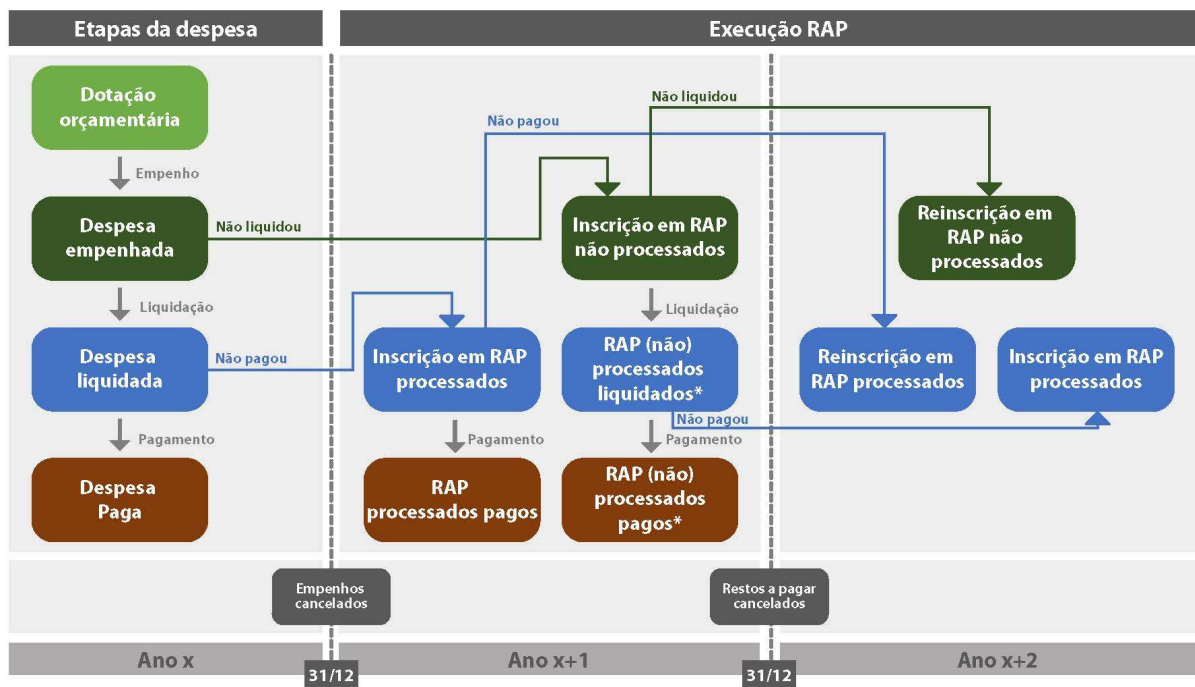 Etapas da despesa
Execução RAP
Dotação
orçamentária
Empenho
Despesa
empenhada
Não liquidou
Liquidação
Despesa
liquidada
Não pagou
Pagamento
Despesa
Paga
Não liquidou
Não pagou
Inscrição em RAP
não processados
Liquidação
Inscrição em RAP
processados
RAP (não)
processados
liquidados*
Não pagou
Pagamento
Pagamento
RAP
processados pagos
RAP (não)
processados
pagos*
Reinscrição em
RAP não
processados
Reinscrição em
RAP processados
Inscrição em RAP
processados
Empenhos
cancelados
Restos a pagar
cancelados
Ano x
31/12
Ano x+1
31/12
Ano x+2